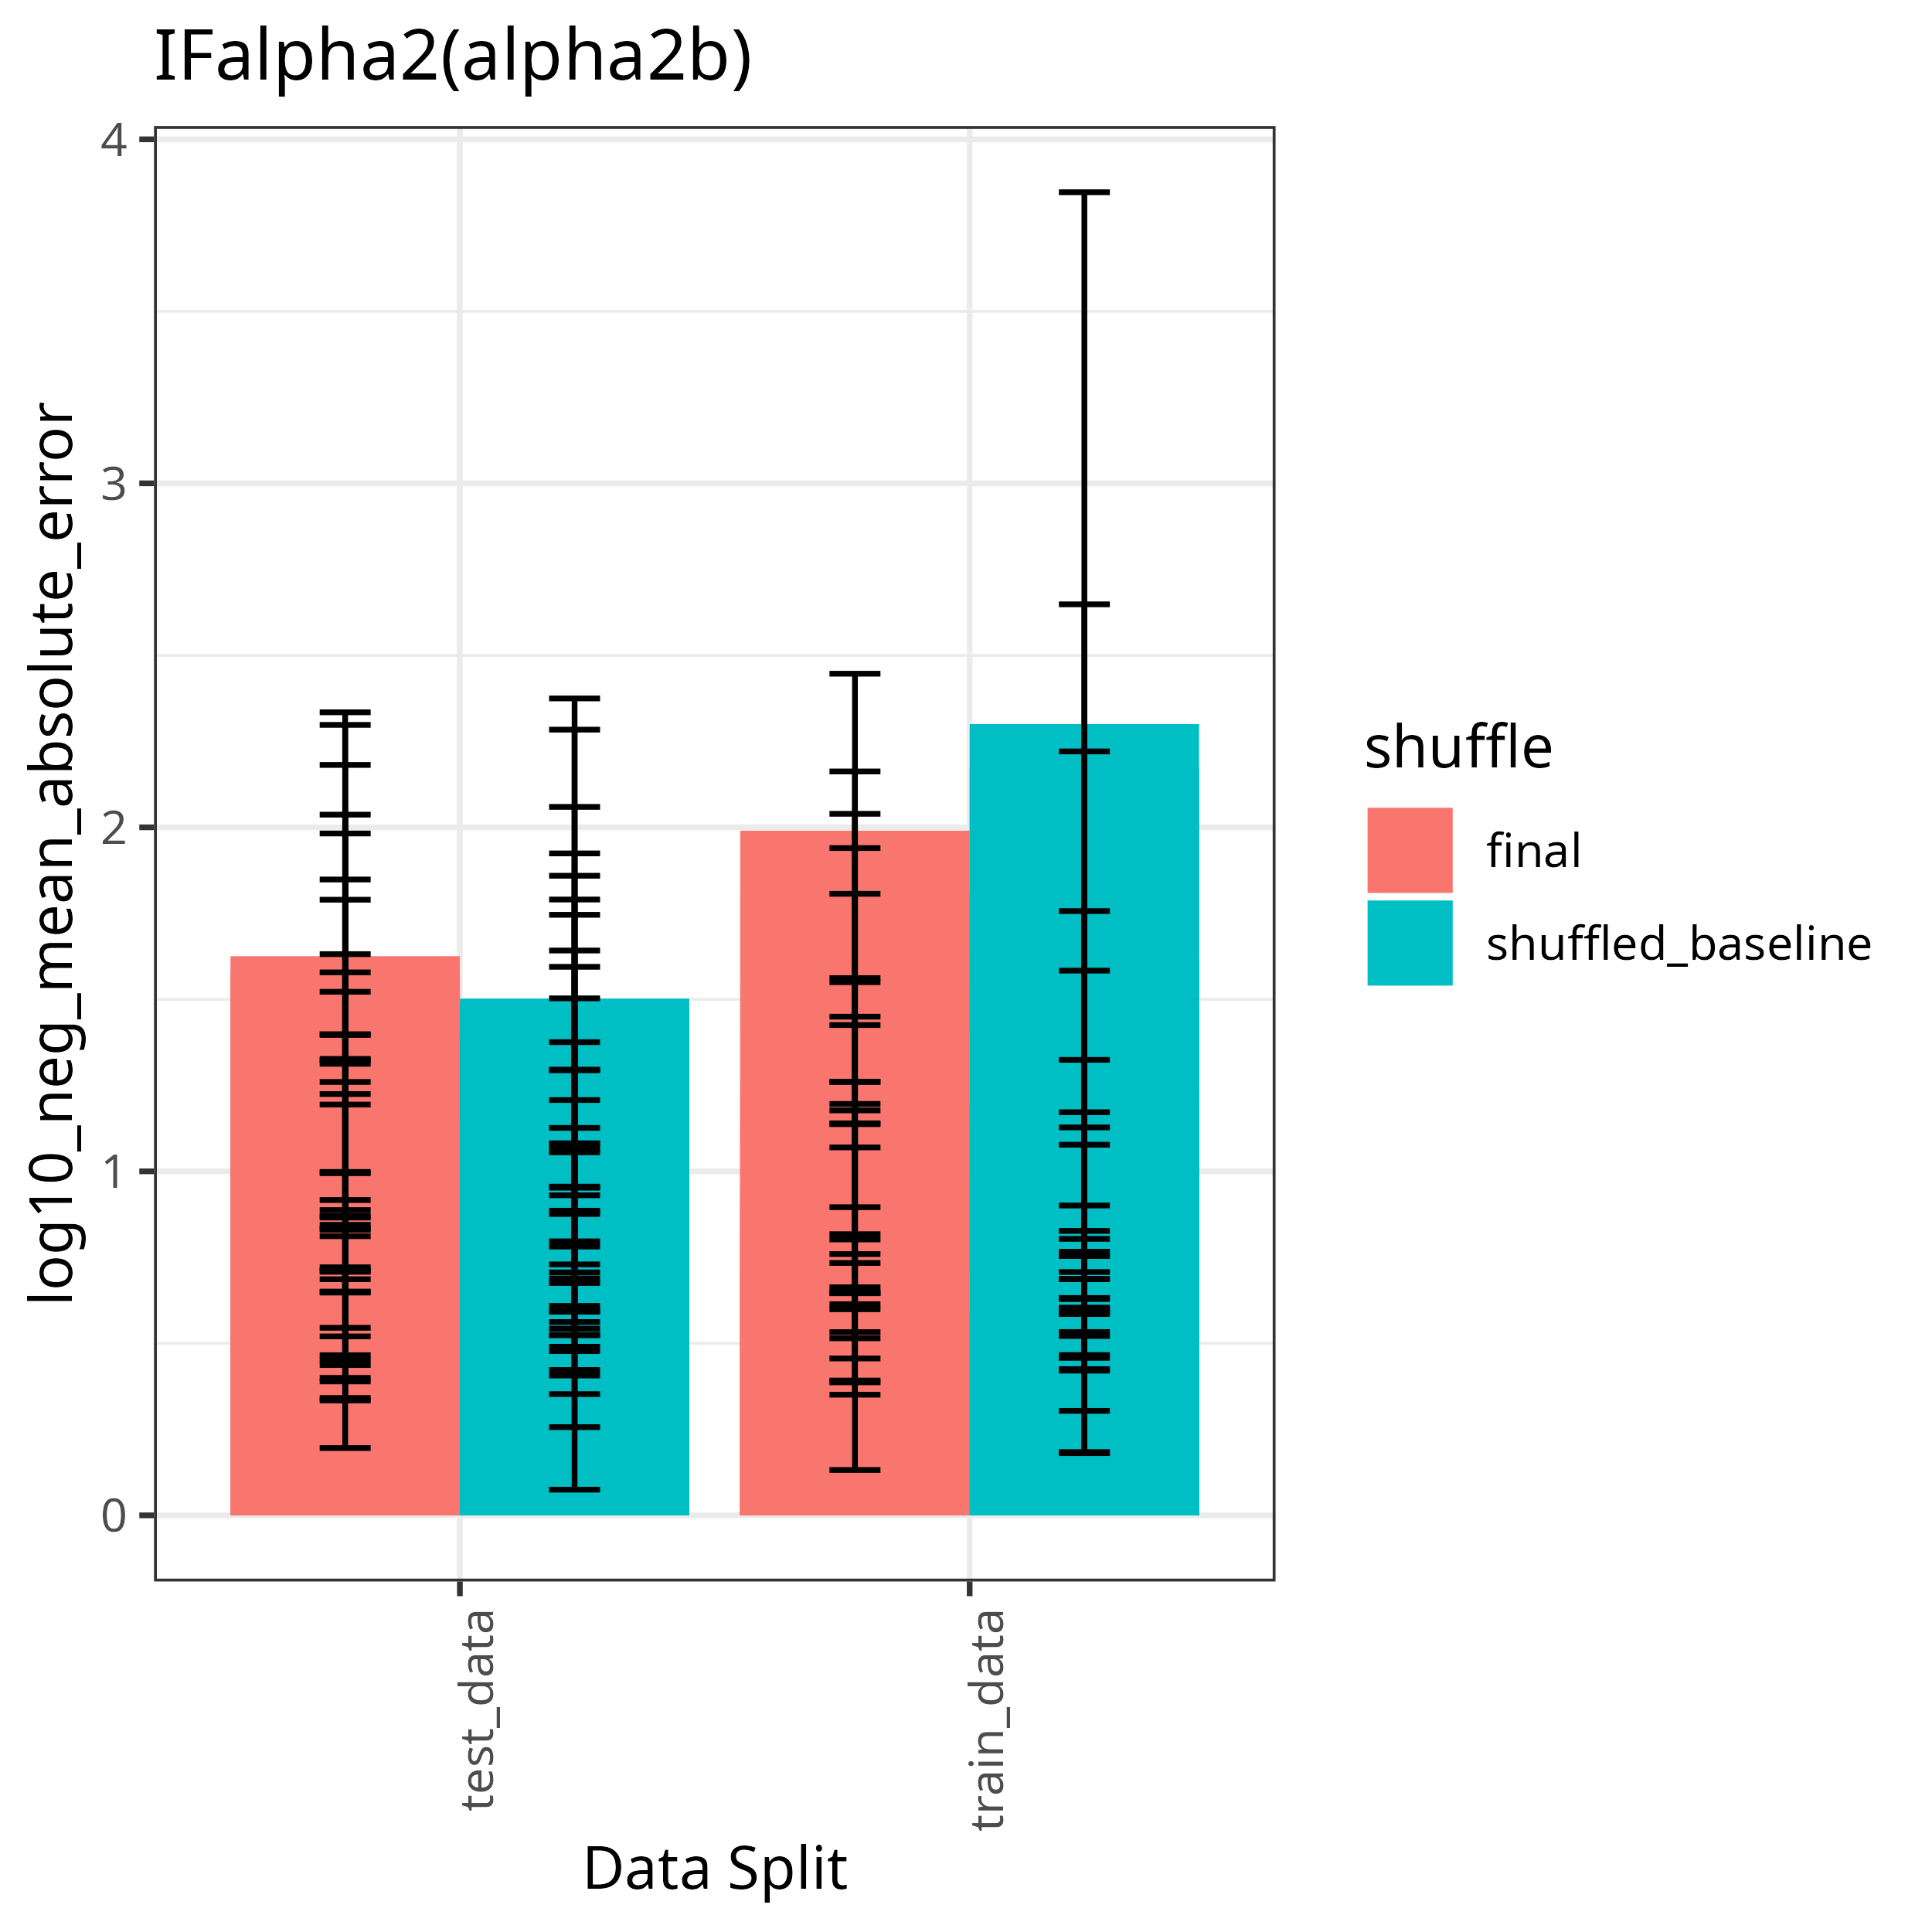 IFalpha2(alpha2b)
log10_neg_mean_absolute_error
4
3
2
1
0
test_data
train_data
Data Split
shuffle
final
shuffled_baseline